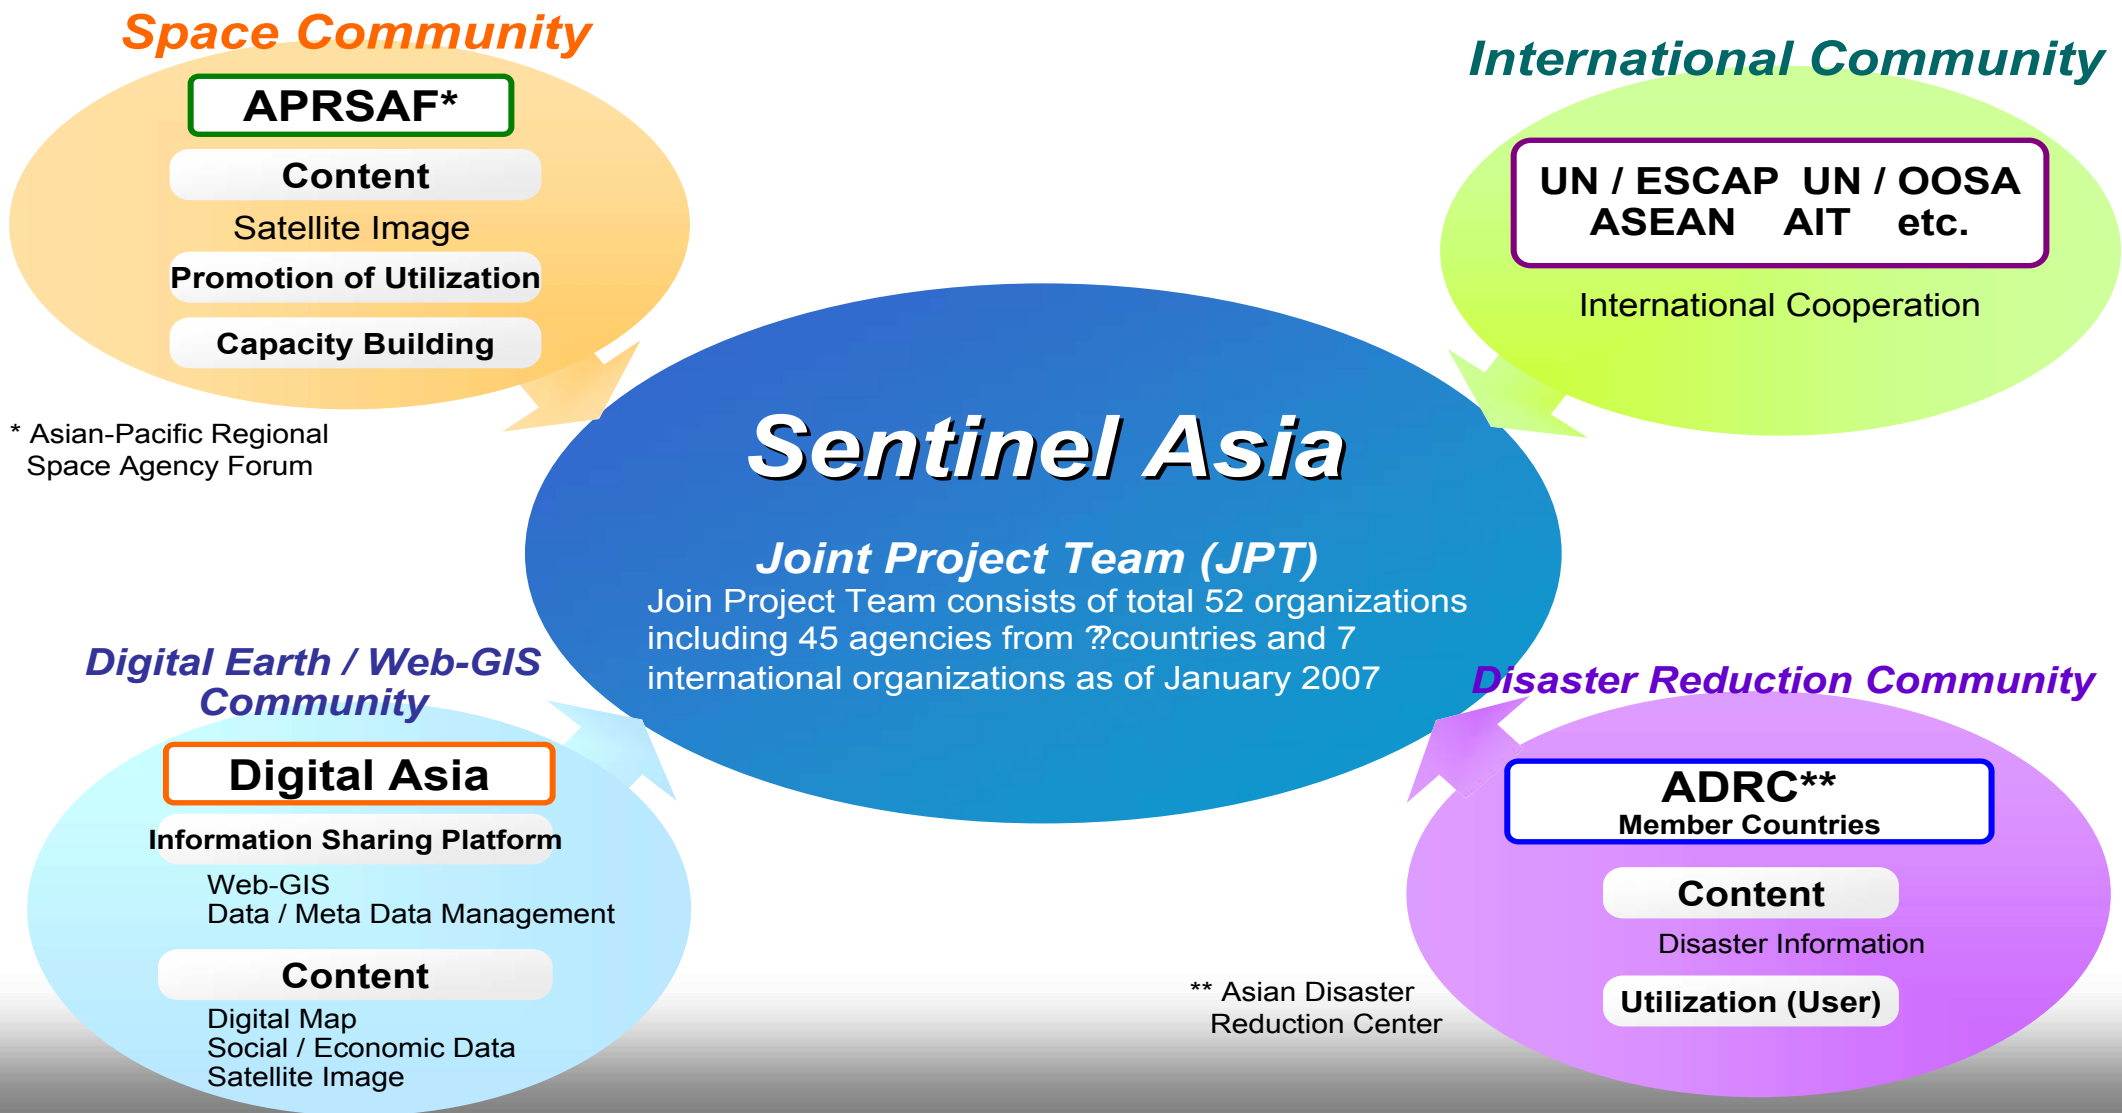 Space Community
APRSAF*
Content
Satellite Image
Promotion of Utilization
Capacity Building
* Asian-Pacific Regional
Space Agency Forum
International Community
UN / ESCAP UN / OOSA
ASEAN AIT etc.
International Cooperation
Sentinel Asia
Joint Project Team (JPT)
Join Project Team consists of total 52 organizations
including 45 agencies from ??countries and 7
international organizations as of January 2007
Digital Earth / Web-GIS
Community
Digital Asia
Information Sharing Platform
Web-GIS
Data / Meta Data Management
Content
Digital Map
Social / Economic Data
Satellite Image
Disaster Reduction Community
ADRC**
Member Countries
Content
Disaster Information
Utilization (User)
** Asian Disaster
Reduction Center